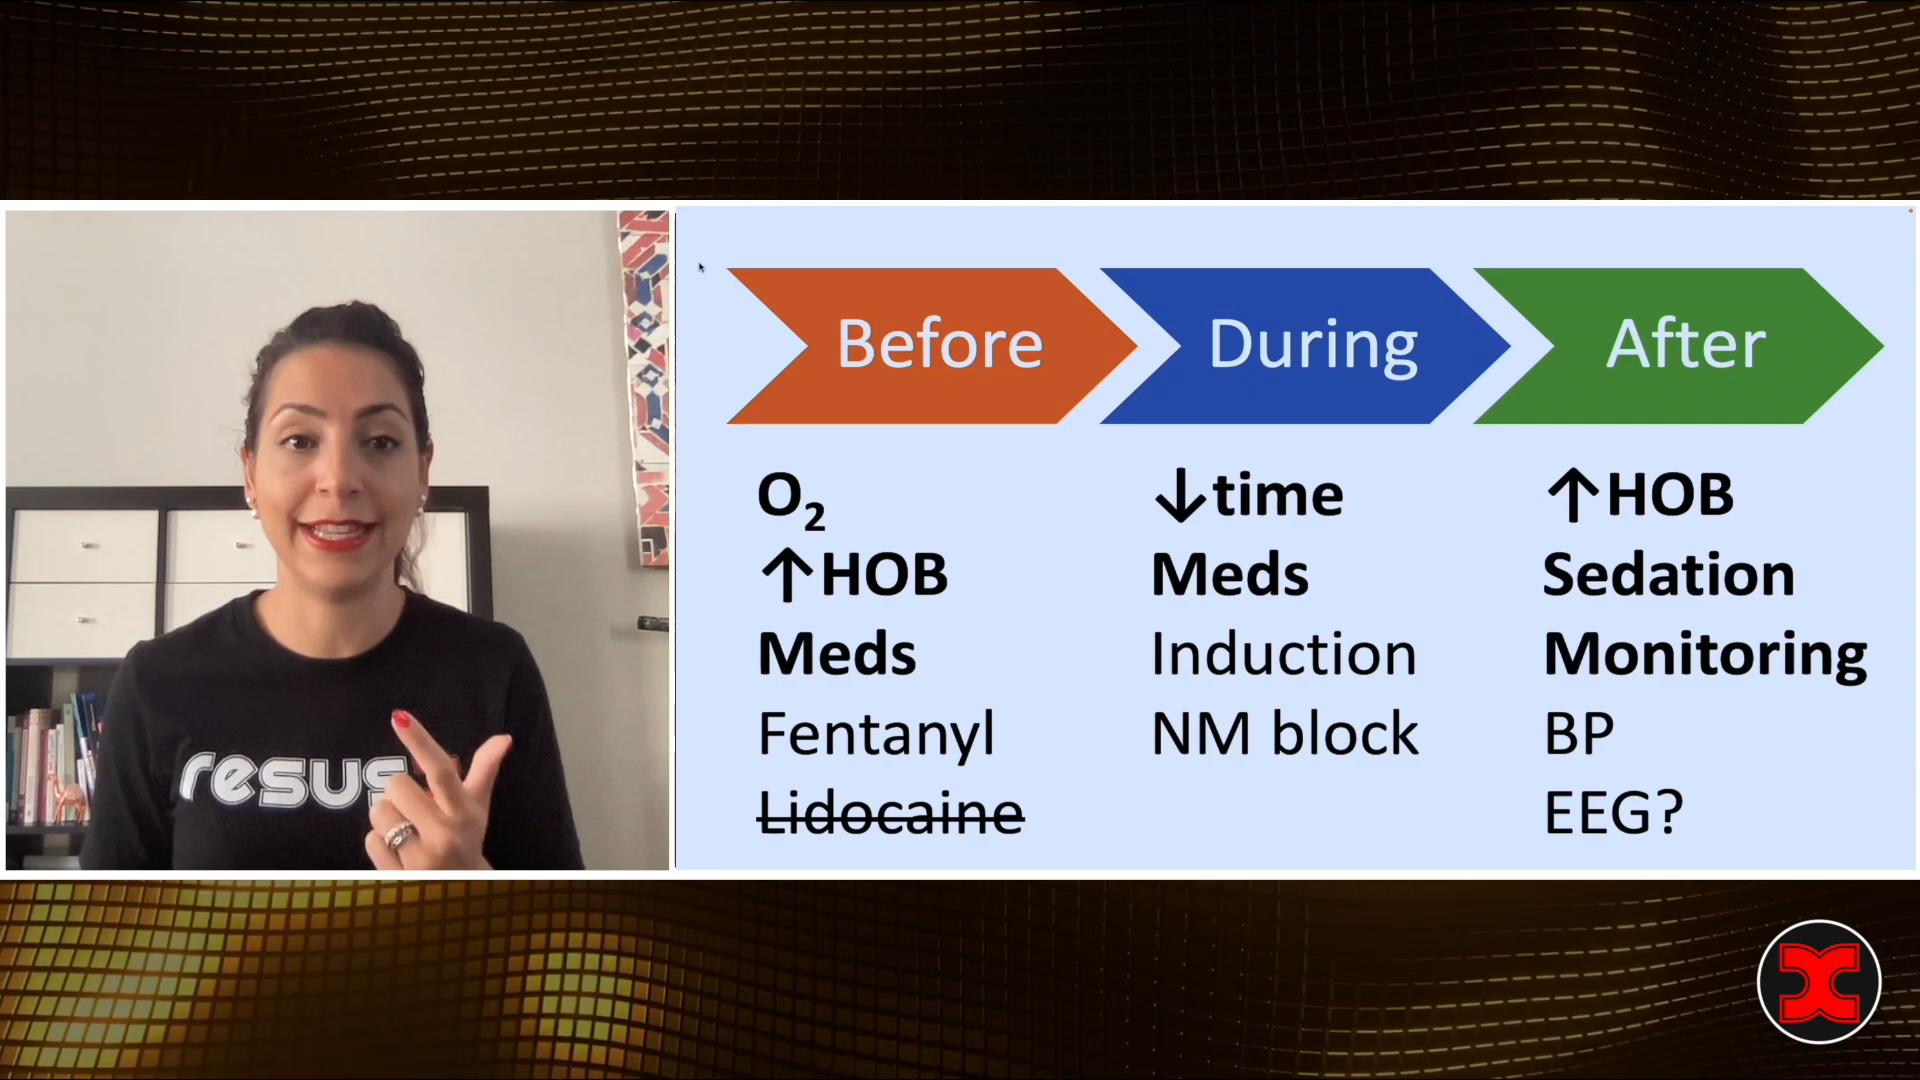 resus
Before
O₂
↑HOB
Meds
Fentanyl
Lidocaine
During
↓time
Meds
Induction
NM block
After
↑HOB
Sedation
Monitoring
BP
EEG?